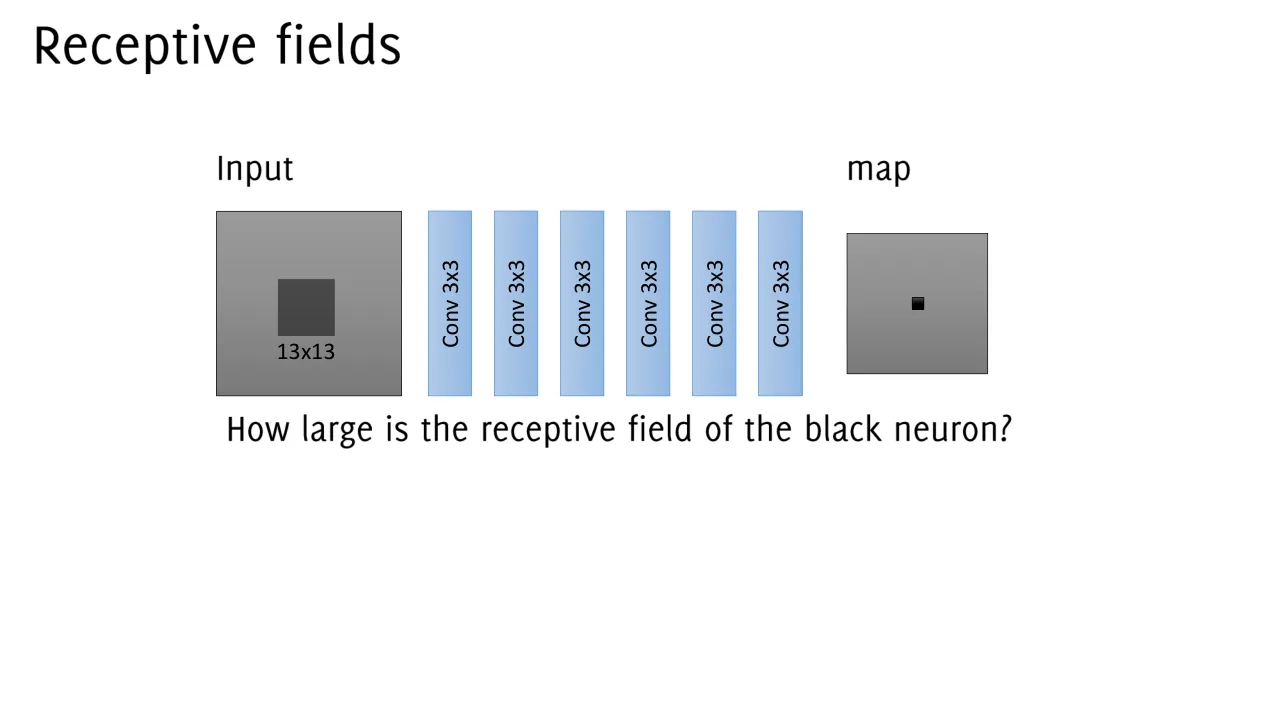 Receptive fields
Input
map
Conv 3x3
Conv 3x3
Conv 3x3
Conv 3x3
Conv 3x3
Conv 3x3
13x13
How large is the receptive field of the black neuron?